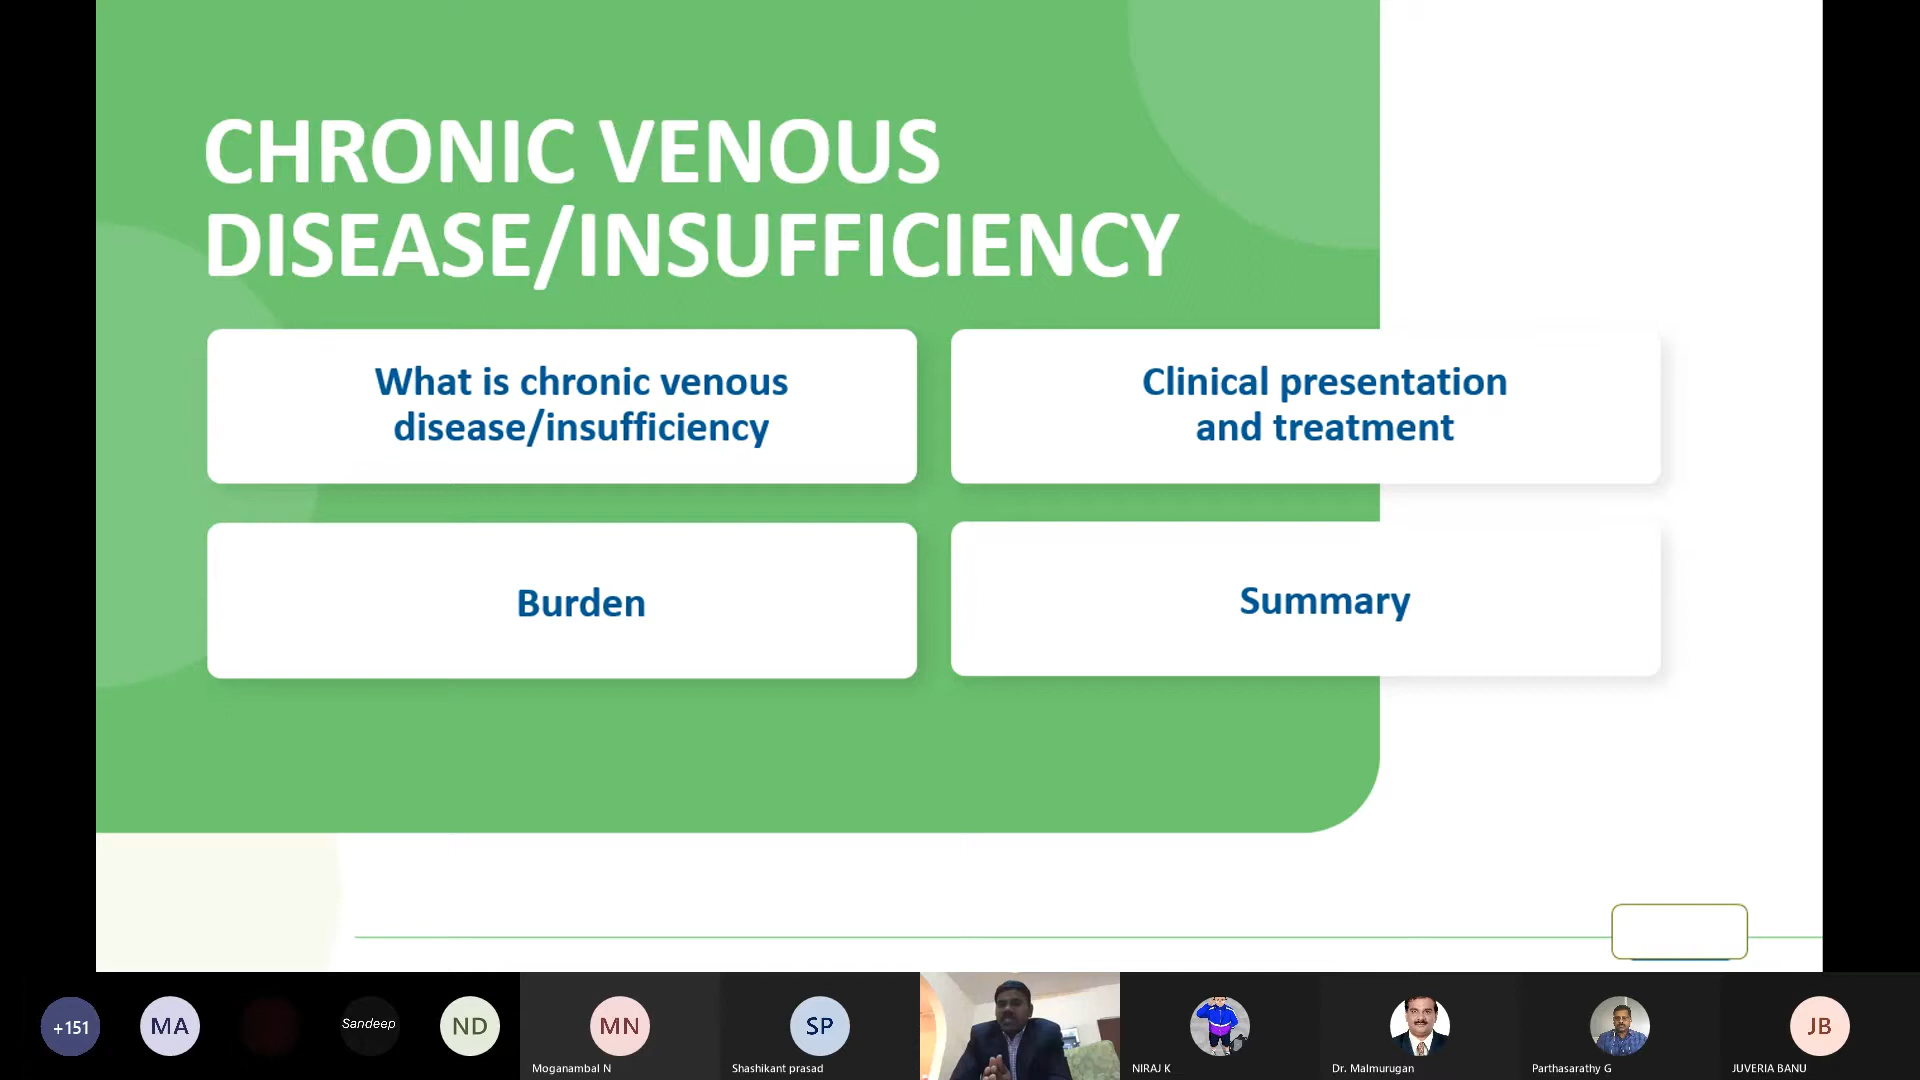 CHRONIC VENOUS
DISEASE/INSUFFICIENCY
What is chronic venous
disease/insufficiency
Clinical presentation
and treatment
Burden
Summary
+151
MA
Sandeep
ND
MN
Moganambal N
SP
Shashikant prasad
NIRAJ K
Dr. Malmurugan
Parthasarathy G
JB
JUVERIA BANU